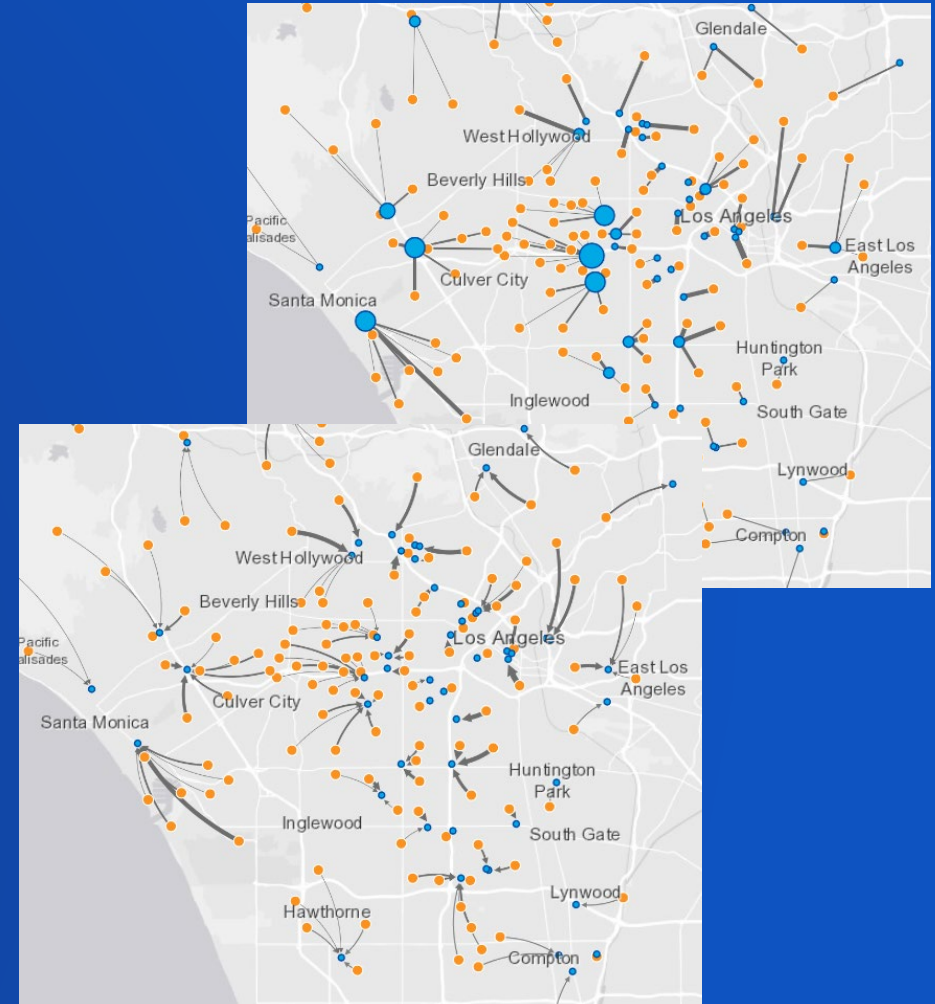 Glendale
West Hollywood
Beverly Hills
Pacific
alisades
Los Angeles
East Los
Angeles
Culver City
Santa Monica
Huntington
Park
Inglewood
South Gate
Lynwood
Compton
Glendale
West Hollywood
Beverly Hills
Pacific
alisades
Los Angeles
East Los
Angeles
Culver City
Santa Monica
Huntington
Park
Inglewood
South Gate
Lynwood
Hawthorne
Compton